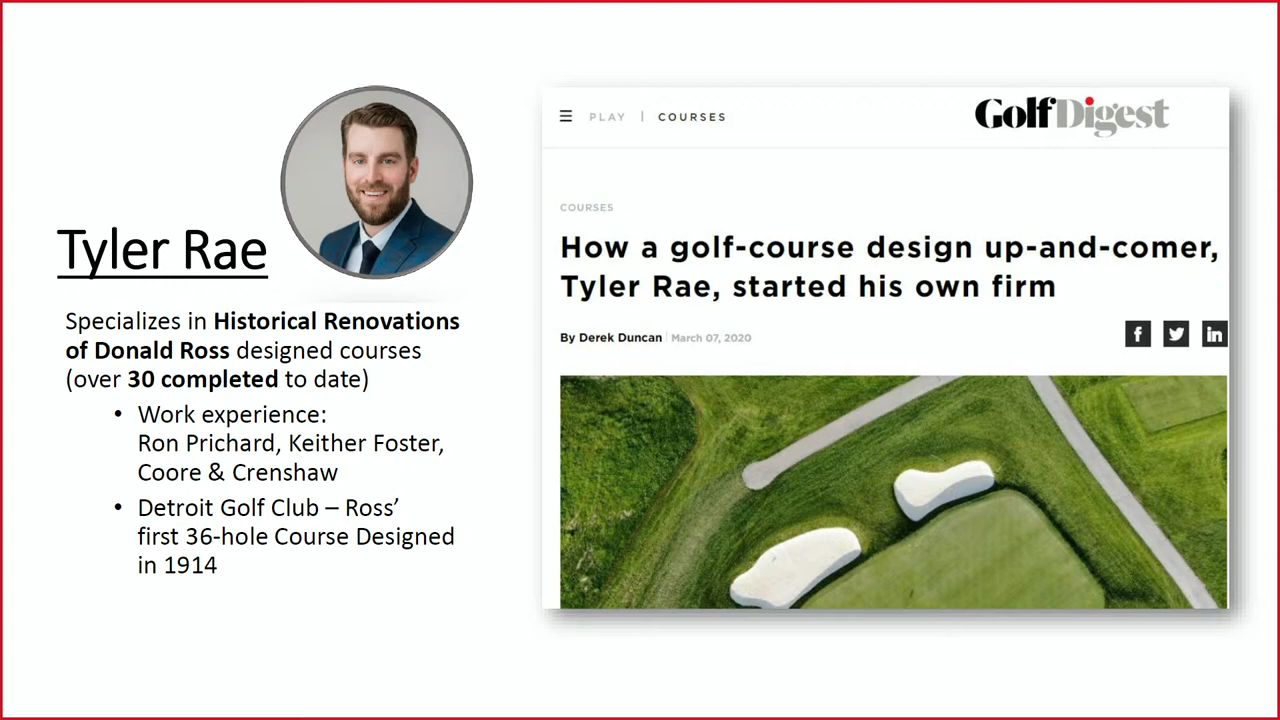 Tyler Rae
Specializes in Historical Renovations
of Donald Ross designed courses
(over 30 completed to date)
• Work experience:
Ron Prichard, Keither Foster,
Coore & Crenshaw
• Detroit Golf Club – Ross’
first 36-hole Course Designed
in 1914
PLAY | COURSES
GolfDigest
COURSES
How a golf-course design up-and-comer,
Tyler Rae, started his own firm
By Derek Duncan | March 07, 2020
f in